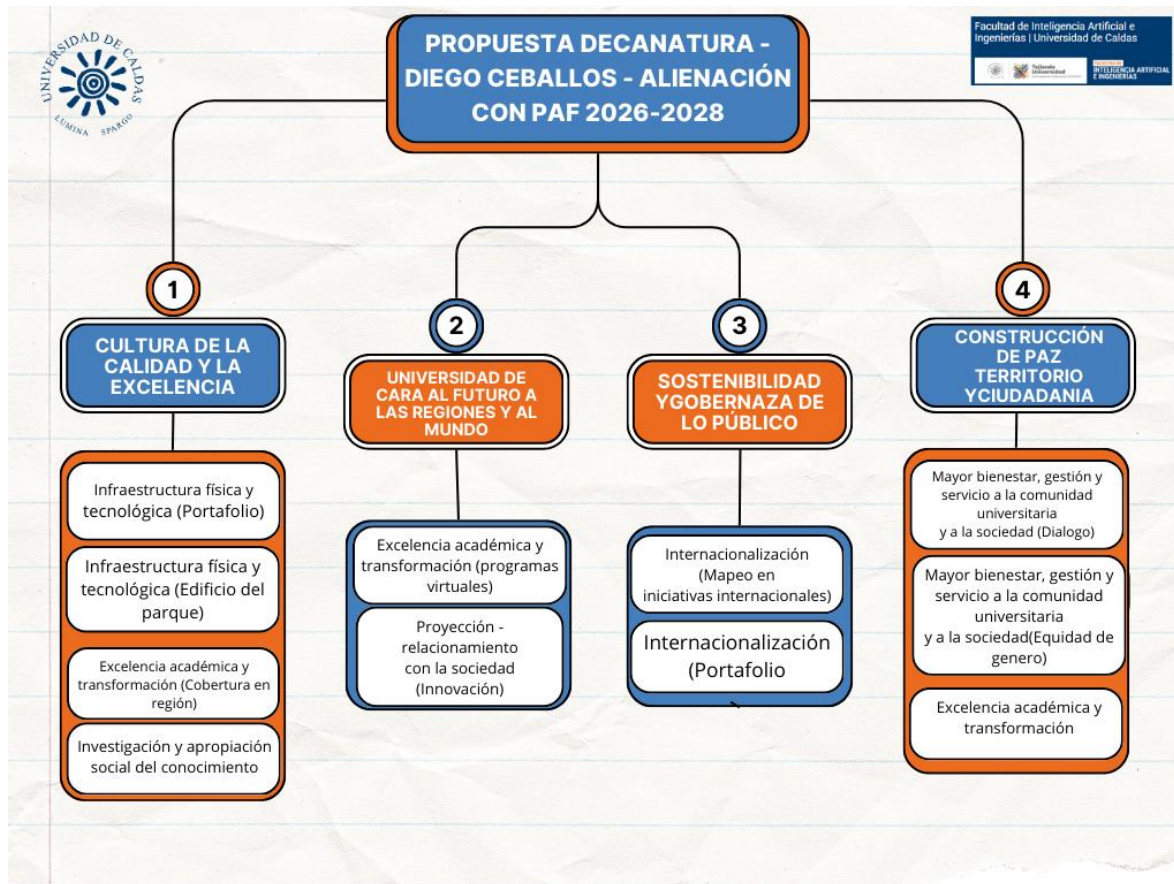 UNIVERSIDAD DE CALDAS
LUMINA SPARGO
PROPUESTA DECANATURA -
DIEGO CEBALLOS - ALIENACIÓN
CON PAF 2026-2028
Facultad de Inteligencia Artificial e
Ingenierías | Universidad de Caldas
Tejiendo
Universidad
INTELIGENCIA ARTIFICIAL
E INGENIERÍAS
1
CULTURA DE LA
CALIDAD Y LA
EXCELENCIA
Infraestructura física y
tecnológica (Portafolio)
Infraestructura física y
tecnológica (Edificio del
parque)
Excelencia académica y
transformación (Cobertura en
región)
Investigación y apropiación
social del conocimiento
2
UNIVERSIDAD DE
CARA AL FUTURO A
LAS REGIONES Y AL
MUNDO
Excelencia académica y
transformación (programas
virtuales)
Proyección -
relacionamiento
con la sociedad
(Innovación)
3
SOSTENIBILIDAD
YGOBERNAZA DE
LO PÚBLICO
Internacionalización
(Mapeo en
iniciativas internacionales)
Internacionalización
(Portafolio
4
CONSTRUCCIÓN
DE PAZ
TERRITORIO
YCIUDADANIA
Mayor bienestar, gestión y
servicio a la comunidad
universitaria
y a la sociedad (Dialogo)
Mayor bienestar, gestión y
servicio a la comunidad
universitaria
y a la sociedad(Equidad de
genero)
Excelencia académica y
transformación